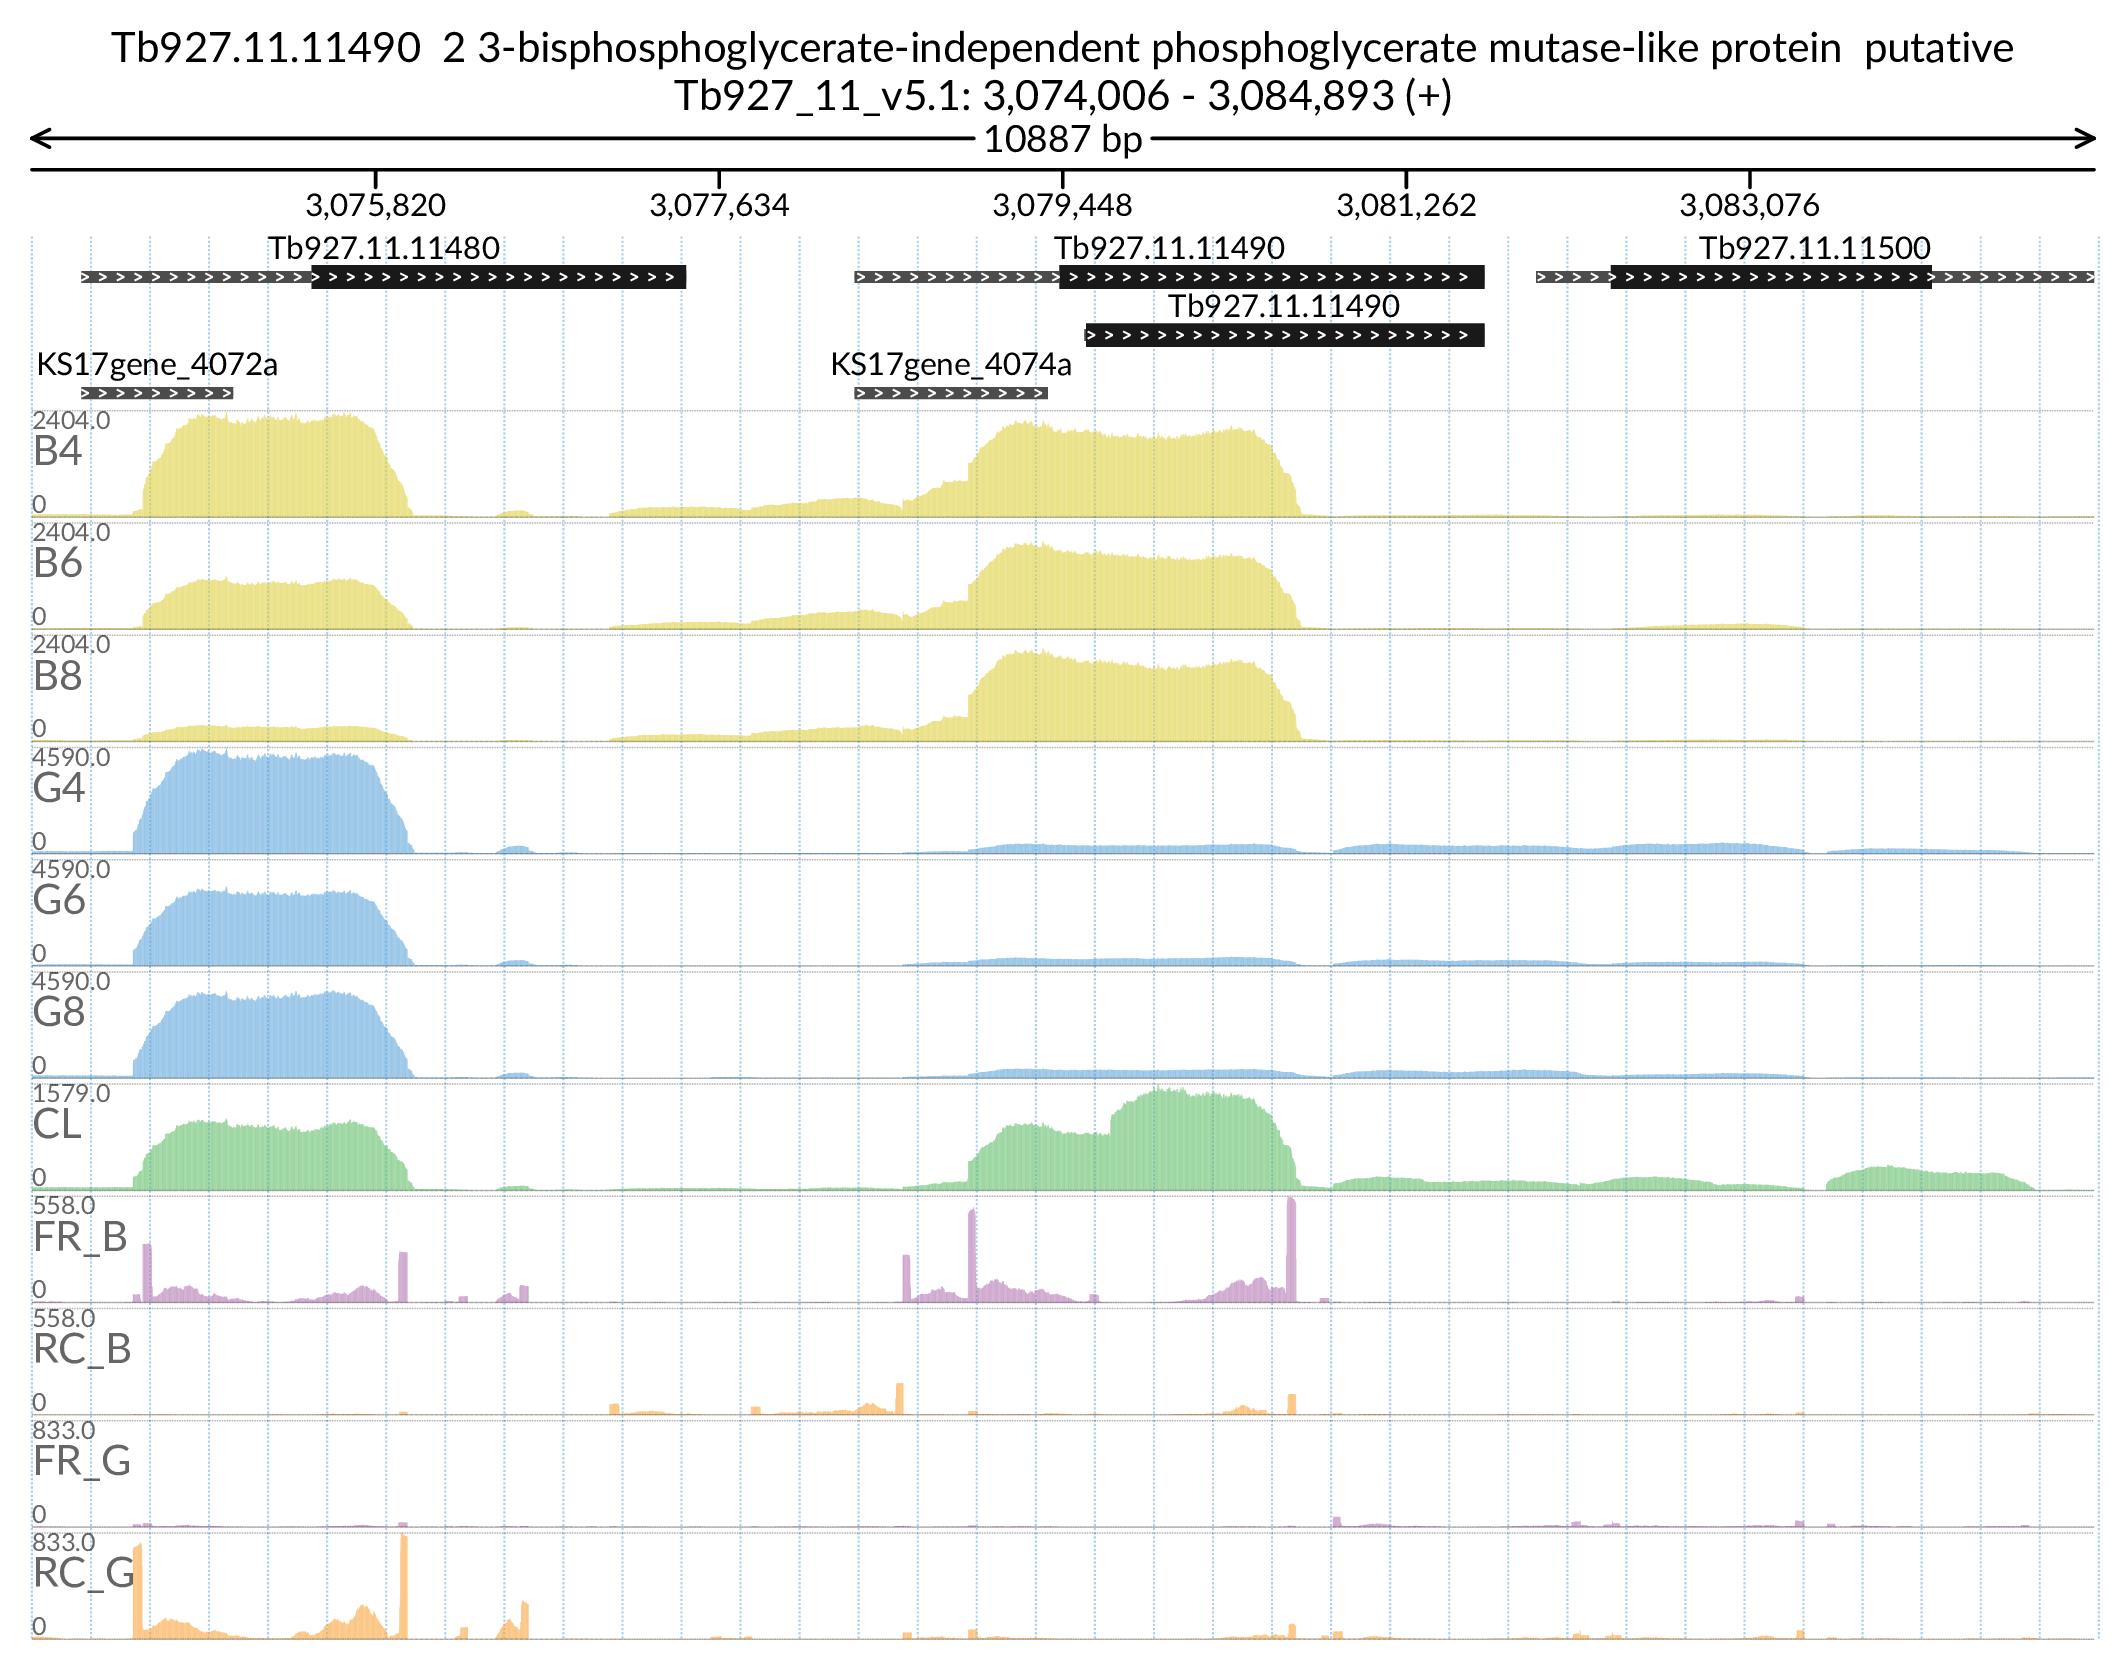 Tb927.11.11490  2 3-bisphosphoglycerate-independent phosphoglycerate mutase-like protein  putative
Tb927_11_v5.1: 3,074,006 - 3,084,893 (+)
10887 bp
3,075,820 3,077,634 3,079,448 3,081,262 3,083,076
Tb927.11.11480 Tb927.11.11490 Tb927.11.11500
Tb927.11.11490
KS17gene_4072a KS17gene_4074a
2404.0
B4
0
2404.0
B6
0
2404.0
B8
0
4590.0
G4
0
4590.0
G6
0
4590.0
G8
0
1579.0
CL
0
558.0
FR_B
0
558.0
RC_B
0
833.0
FR_G
0
833.0
RC_G
0